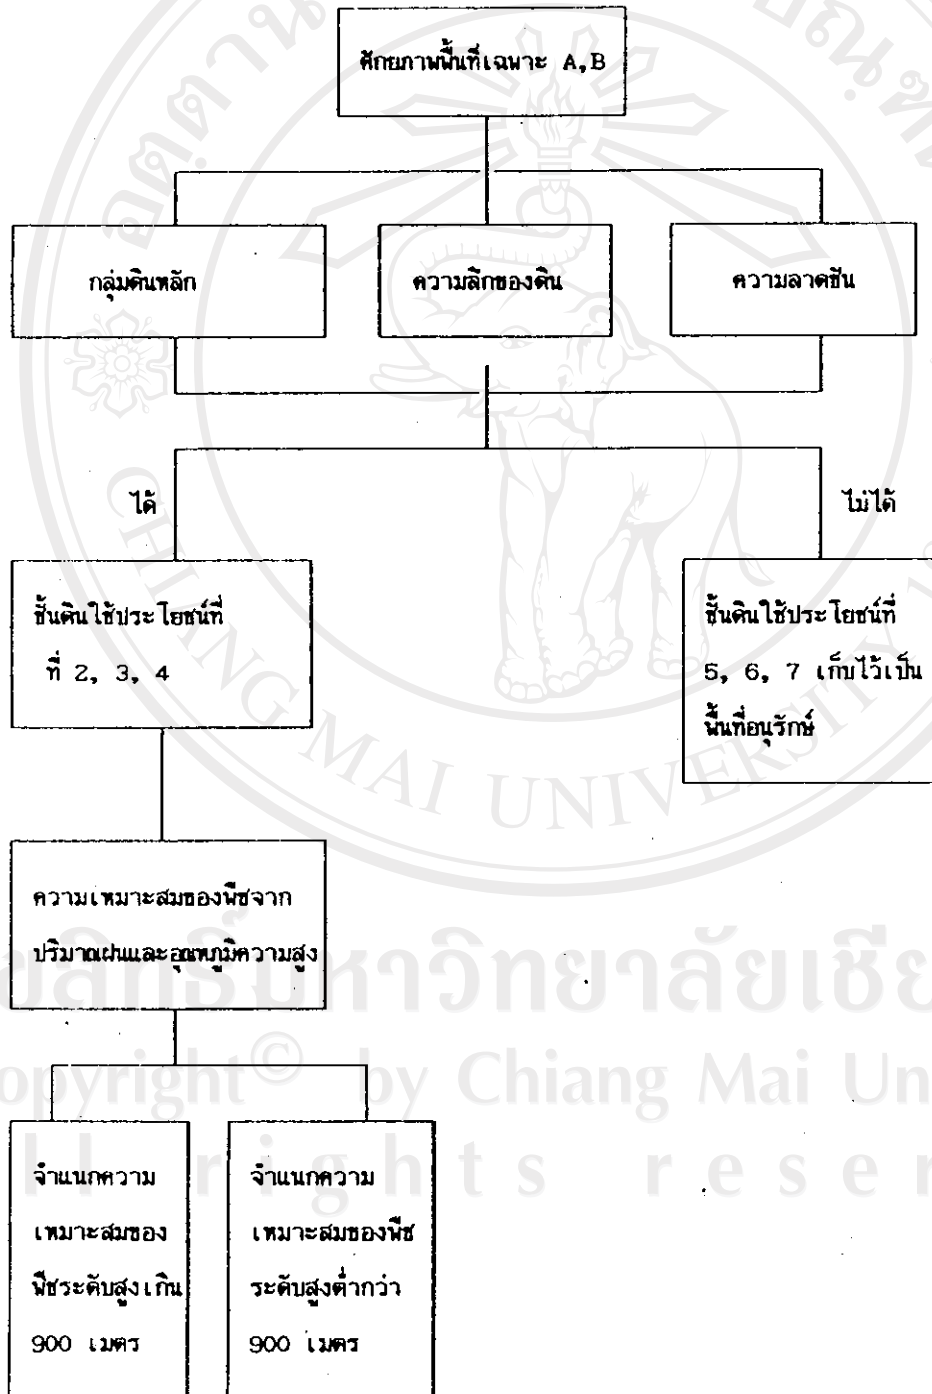 ศักยภาพพื้นที่เฉพาะ A,B
กลุ่มดินหลัก
ความลึกของดิน
ความลาดชัน
ได้
ไม่ได้
ชั้นดินใช้ประโยชน์ที่
ที่ 2, 3, 4
ชั้นดินใช้ประโยชน์ที่
5, 6, 7 เก็บไว้เป็น
พื้นที่อนุรักษ์
ความเหมาะสมของพืชจาก
ปริมาณฝนและอุณหภูมิความสูง
จำแนกความ
เหมาะสมของ
พืชระดับสูงเกิน
900 เมตร
จำแนกความ
เหมาะสมของพืช
ระดับสูงต่ำกว่า
900 เมตร
CHIANG MAI UNIVERSITY
ยสิทธิ์มหาวิทยาลัยเชีย
opyright© by Chiang Mai Un
ll rights reser